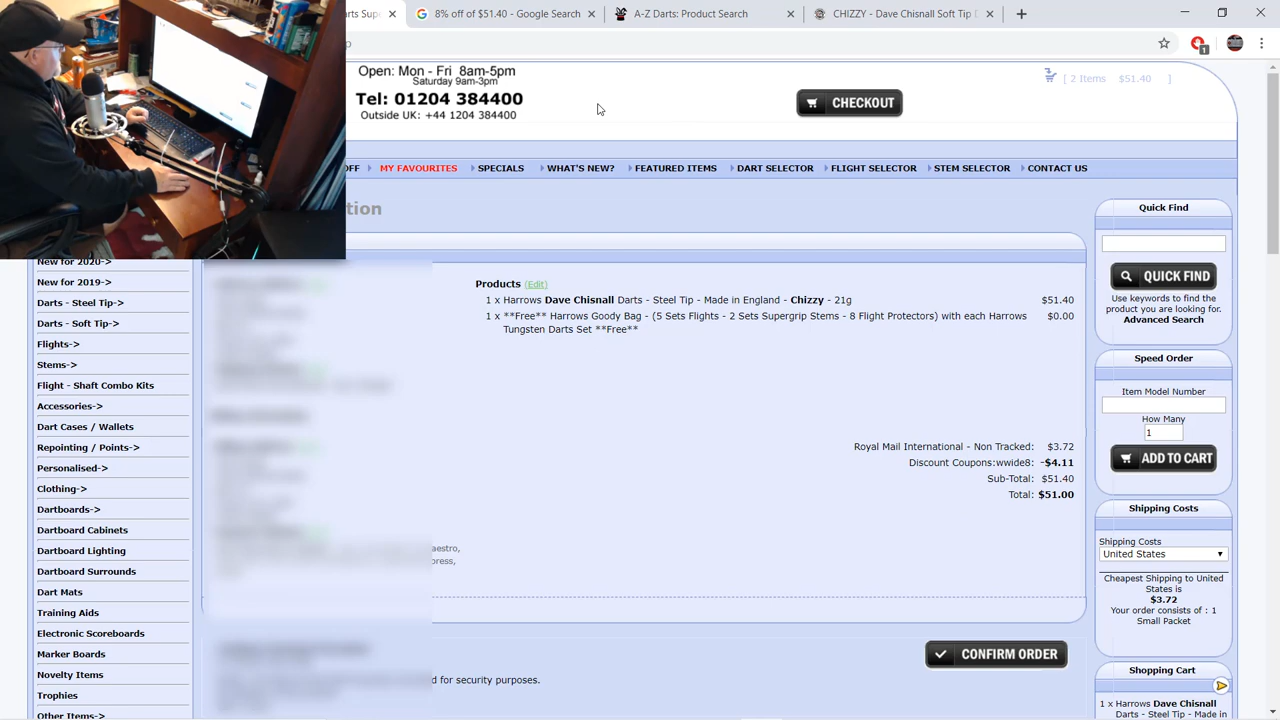 arts Supe
8% off of $51.40 - Google Search
A-Z Darts: Product Search
CHIZZY - Dave Chisnall Soft Tip
1
Open: Mon - Fri 8am-5pm
Saturday 9am-3pm
Tel: 01204 384400
Outside UK: +44 1204 384400
CHECKOUT
[ 2 Items $51.40 ]
OFF
MY FAVOURITES
SPECIALS
WHAT'S NEW?
FEATURED ITEMS
DART SELECTOR
FLIGHT SELECTOR
STEM SELECTOR
CONTACT US
tion
New for 2020->
New for 2019->
Darts - Steel Tip->
Darts - Soft Tip->
Flights->
Stems->
Flight - Shaft Combo Kits
Accessories->
Dart Cases / Wallets
Repointing / Points->
Personalised->
Clothing->
Dartboards->
Dartboard Cabinets
Dartboard Lighting
Dartboard Surrounds
Dart Mats
Training Aids
Electronic Scoreboards
Marker Boards
Novelty Items
Trophies
Other Items->
Products (Edit)
1 x Harrows Dave Chisnall Darts - Steel Tip - Made in England - Chizzy - 21g $51.40
1 x **Free** Harrows Goody Bag - (5 Sets Flights - 2 Sets Supergrip Stems - 8 Flight Protectors) with each Harrows $0.00
Tungsten Darts Set **Free**
Royal Mail International - Non Tracked: $3.72
Discount Coupons:wwide8: -$4.11
Sub-Total: $51.40
Total: $51.00
aestro,
press,
CONFIRM ORDER
d for security purposes.
Quick Find
QUICK FIND
Use keywords to find the
product you are looking for.
Advanced Search
Speed Order
Item Model Number
How Many
1
ADD TO CART
Shipping Costs
Shipping Costs
United States
Cheapest Shipping to United
States is
$3.72
Your order consists of : 1
Small Packet
Shopping Cart
1 x Harrows Dave Chisnall
Darts - Steel Tip - Made in